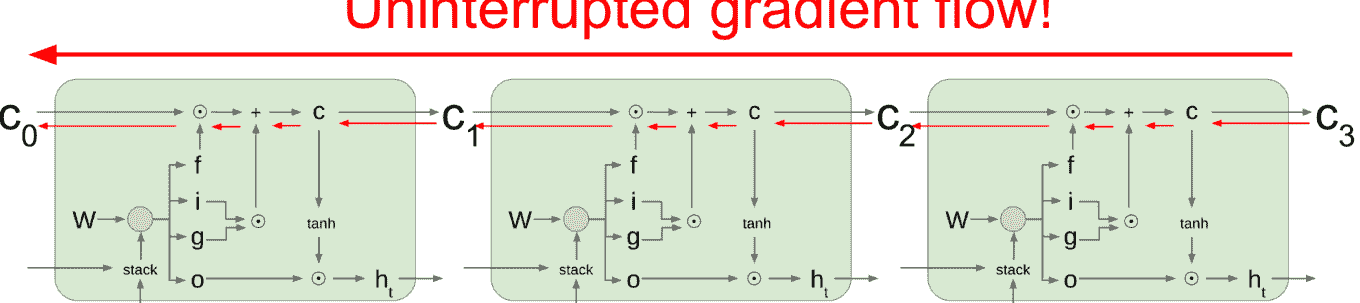 Uninterrupted gradient flow!
c0 ⊙ + c c1 ⊙ + c c2 ⊙ + c c3
f f f
i i i
W ⊙ tanh W ⊙ tanh W ⊙ tanh
g g g
stack stack stack
o ⊙ ht o ⊙ ht o ⊙ ht